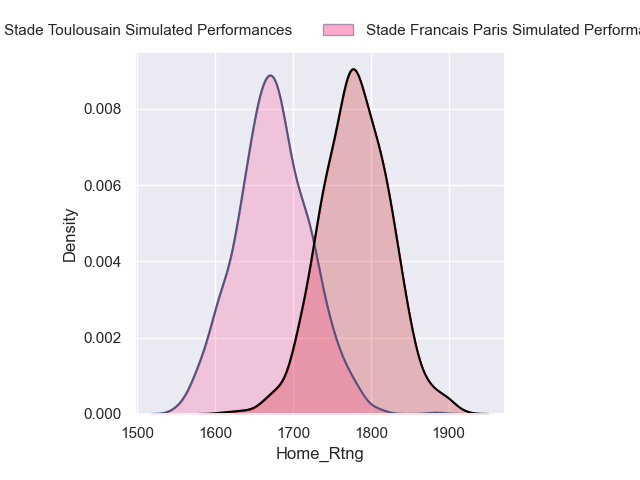 Stade Toulousain Simulated Performances
Stade Francais Paris Simulated
0.008
0.006
0.004
0.002
0.000
Density
1500 1600 1700 1800 1900
Home_Rtng